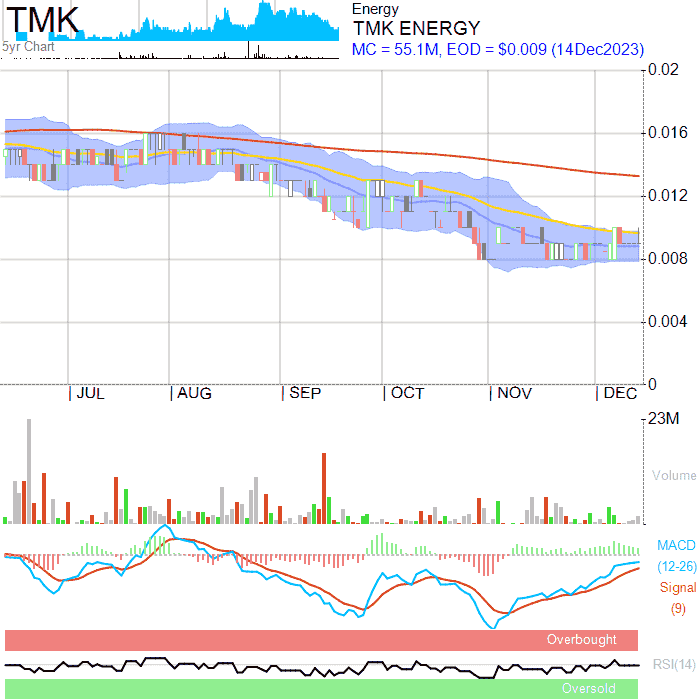 TMK
5yr Chart
Energy
TMK ENERGY
MC = 55.1M, EOD = $0.009 (14Dec2023)
0.02
0.016
0.012
0.008
0.004
0
JUL AUG SEP OCT NOV DEC
23M
Volume
MACD
(12-26)
Signal
(9)
Overbought
RSI(14)
Oversold